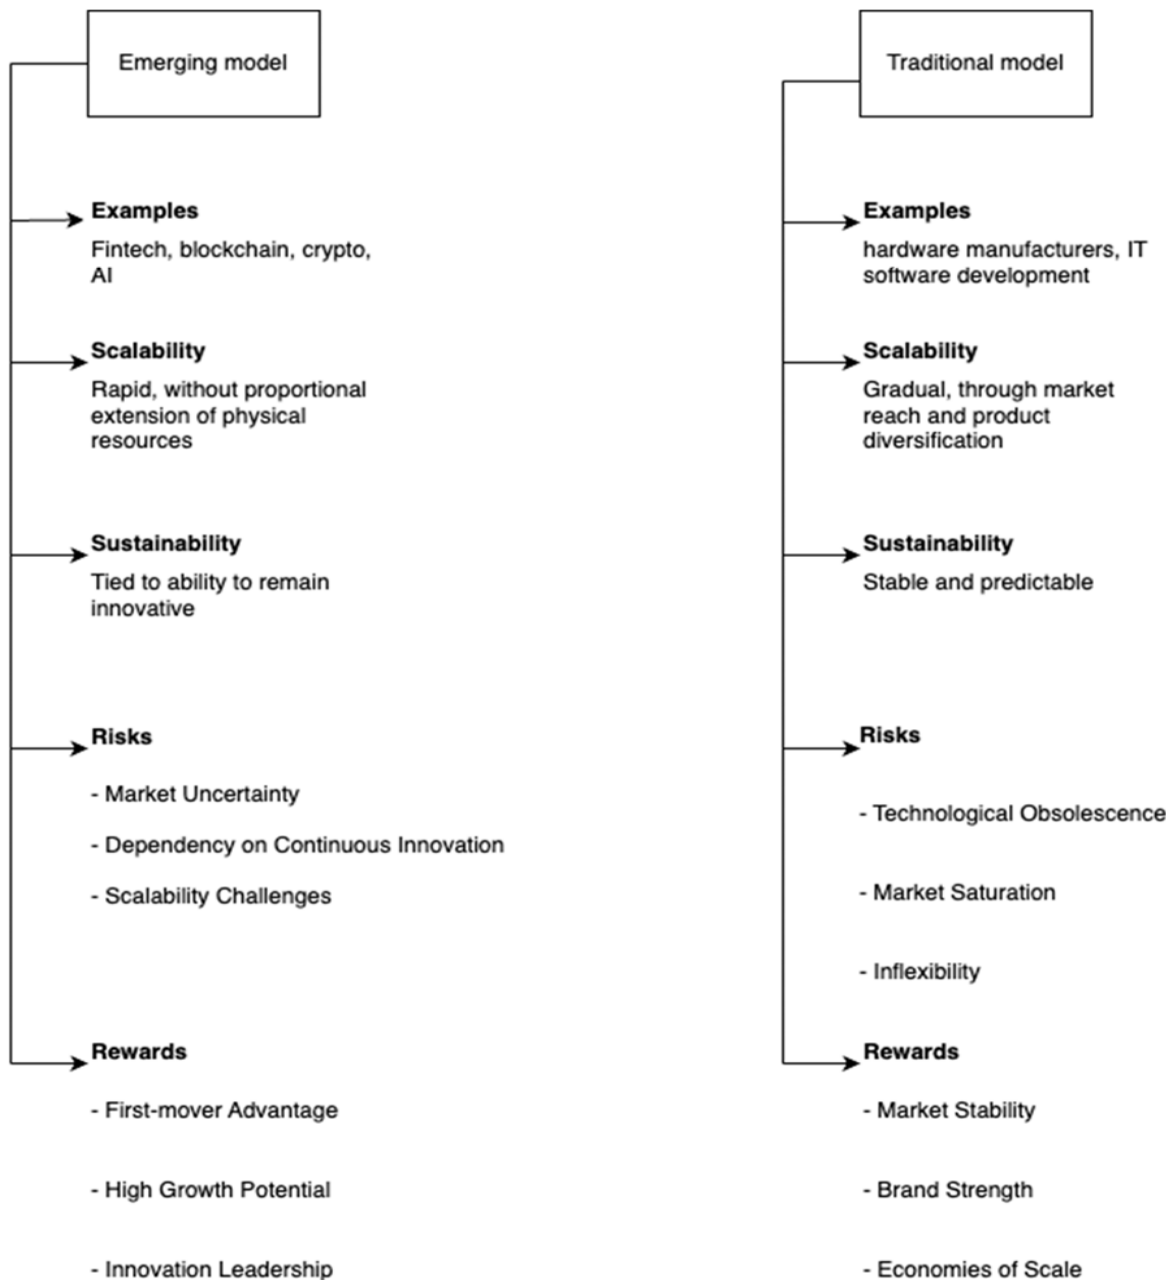 Emerging model
Examples
Fintech, blockchain, crypto,
AI
Scalability
Rapid, without proportional
extension of physical
resources
Sustainability
Tied to ability to remain
innovative
Risks
- Market Uncertainty
- Dependency on Continuous Innovation
- Scalability Challenges
Rewards
- First-mover Advantage
- High Growth Potential
- Innovation Leadership
Traditional model
Examples
hardware manufacturers, IT
software development
Scalability
Gradual, through market
reach and product
diversification
Sustainability
Stable and predictable
Risks
- Technological Obsolescence
- Market Saturation
- Inflexibility
Rewards
- Market Stability
- Brand Strength
- Economies of Scale